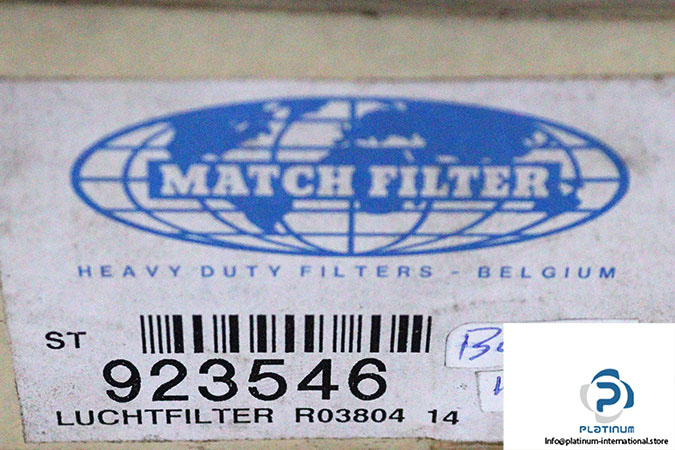 MATCH FILTER
HEAVY DUTY FILTERS - BELGIUM
ST
923546
LUCHTFILTER R03804 14
PLATINUM
Info@platinum-international.store